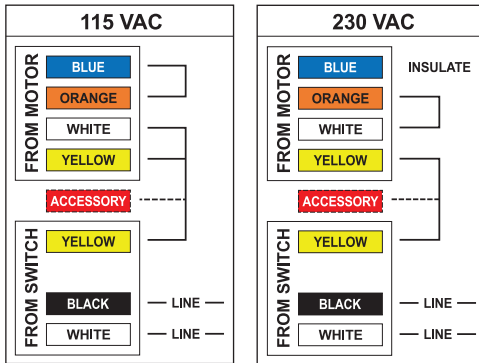 115 VAC
FROM MOTOR
BLUE
ORANGE
WHITE
YELLOW
ACCESSORY
FROM SWITCH
YELLOW
BLACK
LINE
WHITE
LINE
230 VAC
FROM MOTOR
BLUE
INSULATE
ORANGE
WHITE
YELLOW
ACCESSORY
FROM SWITCH
YELLOW
BLACK
LINE
WHITE
LINE